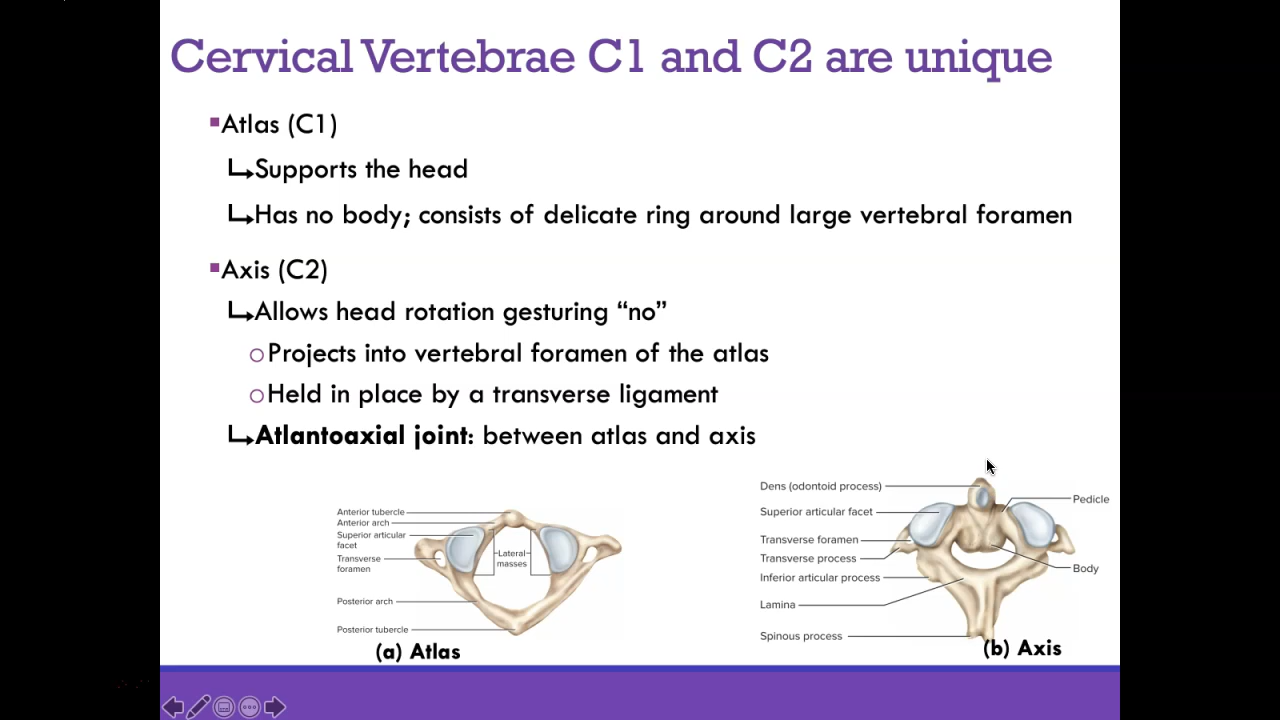 Cervical Vertebrae C1 and C2 are unique
Atlas (C1)
Supports the head
Has no body; consists of delicate ring around large vertebral foramen
Axis (C2)
Allows head rotation gesturing “no”
Projects into vertebral foramen of the atlas
Held in place by a transverse ligament
Atlantoaxial joint: between atlas and axis
Anterior tubercle
Anterior arch
Superior articular
facet
Transverse
foramen
Lateral
masses
Posterior arch
Posterior tubercle
(a) Atlas
Dens (odontoid process)
Superior articular facet
Transverse foramen
Transverse process
Inferior articular process
Lamina
Spinous process
Pedicle
Body
(b) Axis